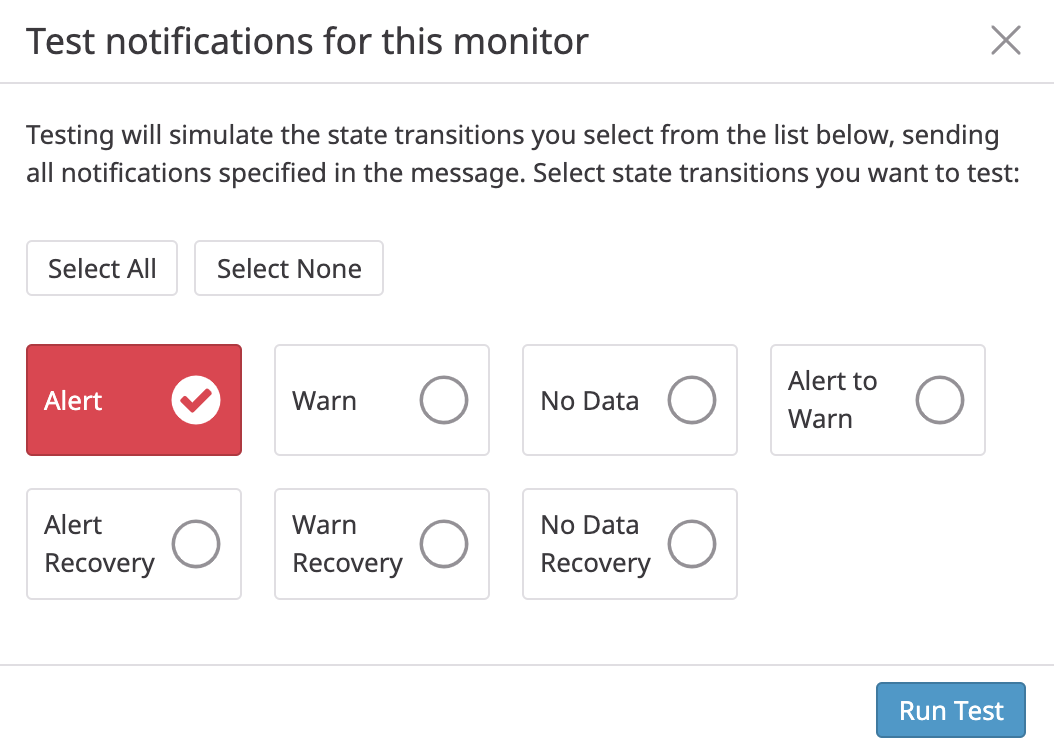 Test notifications for this monitor
Testing will simulate the state transitions you select from the list below, sending
all notifications specified in the message. Select state transitions you want to test:
Select All
Select None
Alert
Warn
No Data
Alert to
Warn
Alert
Recovery
Warn
Recovery
No Data
Recovery
Run Test